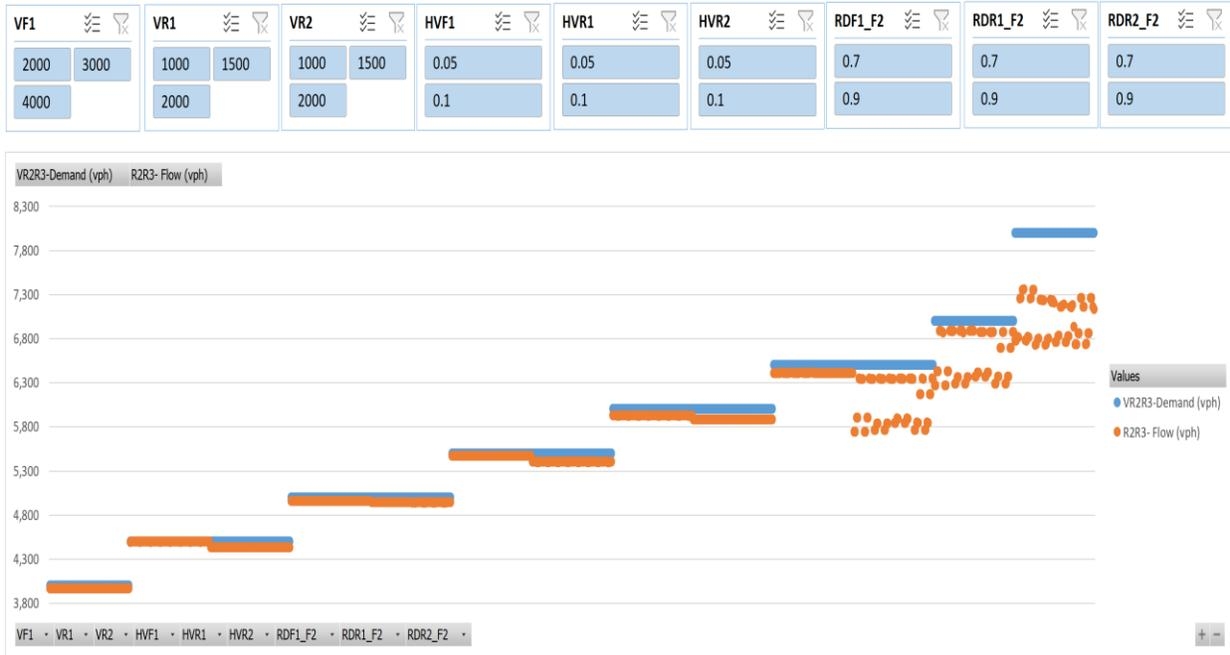 VF1 VR1 VR2 HVF1 HVR1 HVR2 RDF1_F2 RDR1_F2 RDR2_F2
2000 3000 1000 1500 1000 1500 0.05 0.05 0.05 0.7 0.7 0.7
4000 2000 2000 0.1 0.1 0.1 0.9 0.9 0.9
VR2R3-Demand (vph) R2R3- Flow (vph)
8,300
7,800
7,300
6,800
6,300
5,800
5,300
4,800
4,300
3,800
Values
VR2R3-Demand (vph)
R2R3- Flow (vph)
VF1 VR1 VR2 HVF1 HVR1 HVR2 RDF1_F2 RDR1_F2 RDR2_F2
+ −